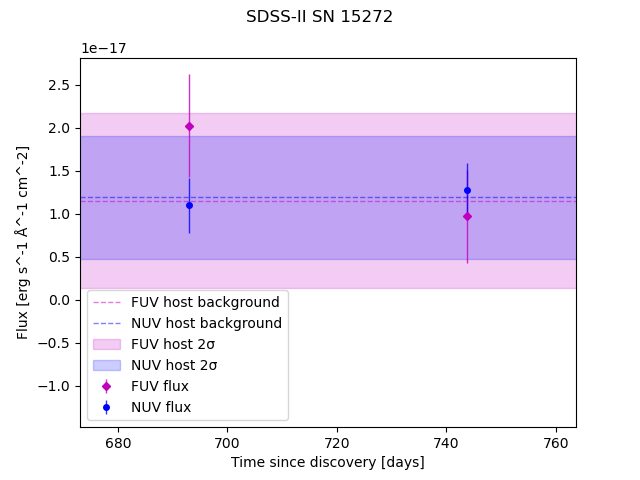 SDSS-II SN 15272
1e−17
2.5
2.0
1.5
1.0
0.5
0.0
−0.5
−1.0
Flux [erg s^-1 Å^-1 cm^-2]
FUV host background
NUV host background
FUV host 2σ
NUV host 2σ
FUV flux
NUV flux
680
700
720
740
760
Time since discovery [days]